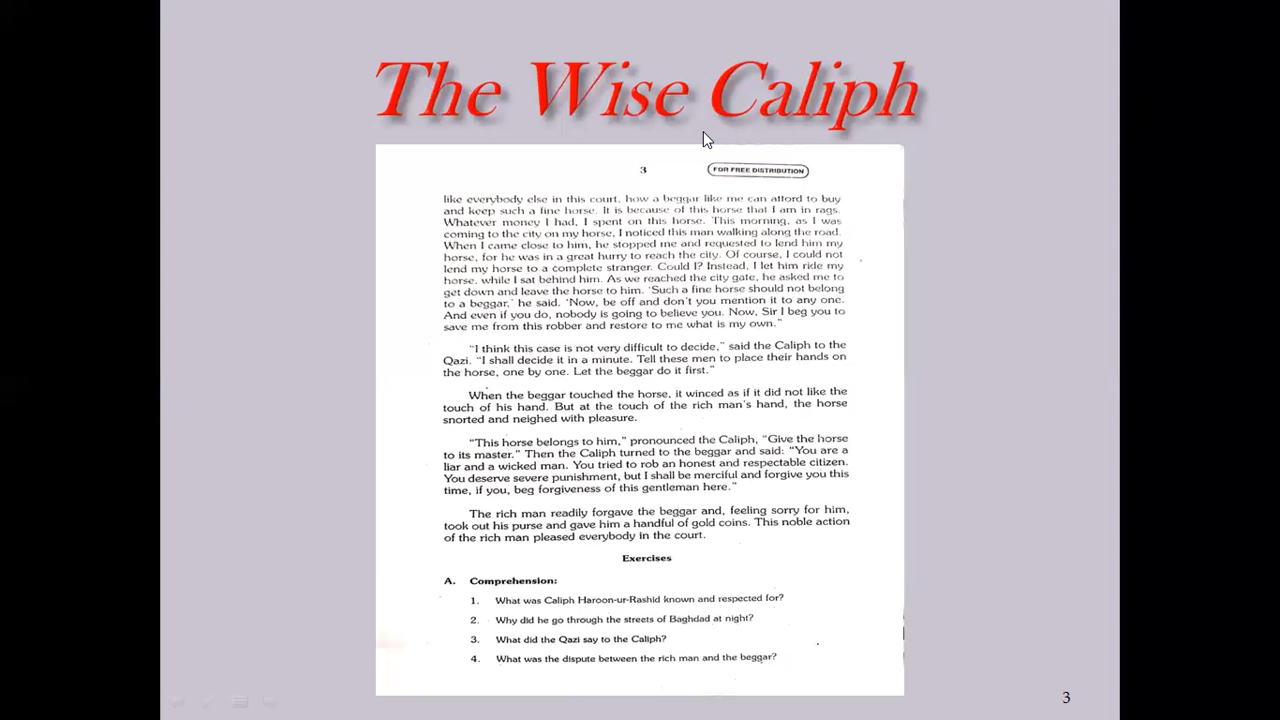 The Wise Caliph
3
FOR FREE DISTRIBUTION
like everybody else in this court, how a beggar like me can afford to buy
and keep such a fine horse. It is because of this horse that I am in rags.
Whatever money I had, I spent on this horse. This morning, as I was
coming to the city on my horse, I noticed this man walking along the road.
When I came close to him, he stopped me and requested to lend him my
horse, for he was in a great hurry to reach the city. Of course, I could not
lend my horse to a complete stranger. Could I? Instead, I let him ride my
horse, while I sat behind him. As we reached the city gate, he asked me to
get down and leave the horse to him. 'Such a fine horse should not belong
to a beggar,' he said. 'Now, be off and don't you mention it to any one.
And even if you do, nobody is going to believe you. Now, Sir I beg you to
save me from this robber and restore to me what is my own."
"I think this case is not very difficult to decide," said the Caliph to the
Qazi. "I shall decide it in a minute. Tell these men to place their hands on
the horse, one by one. Let the beggar do it first."
When the beggar touched the horse, it winced as if it did not like the
touch of his hand. But at the touch of the rich man's hand, the horse
snorted and neighed with pleasure.
"This horse belongs to him," pronounced the Caliph, "Give the horse
to its master." Then the Caliph turned to the beggar and said: "You are a
liar and a wicked man. You tried to rob an honest and respectable citizen.
You deserve severe punishment, but I shall be merciful and forgive you this
time, if you, beg forgiveness of this gentleman here."
The rich man readily forgave the beggar and, feeling sorry for him,
took out his purse and gave him a handful of gold coins. This noble action
of the rich man pleased everybody in the court.
Exercises
A. Comprehension:
1. What was Caliph Haroon-ur-Rashid known and respected for?
2. Why did he go through the streets of Baghdad at night?
3. What did the Qazi say to the Caliph?
4. What was the dispute between the rich man and the beggar?
3